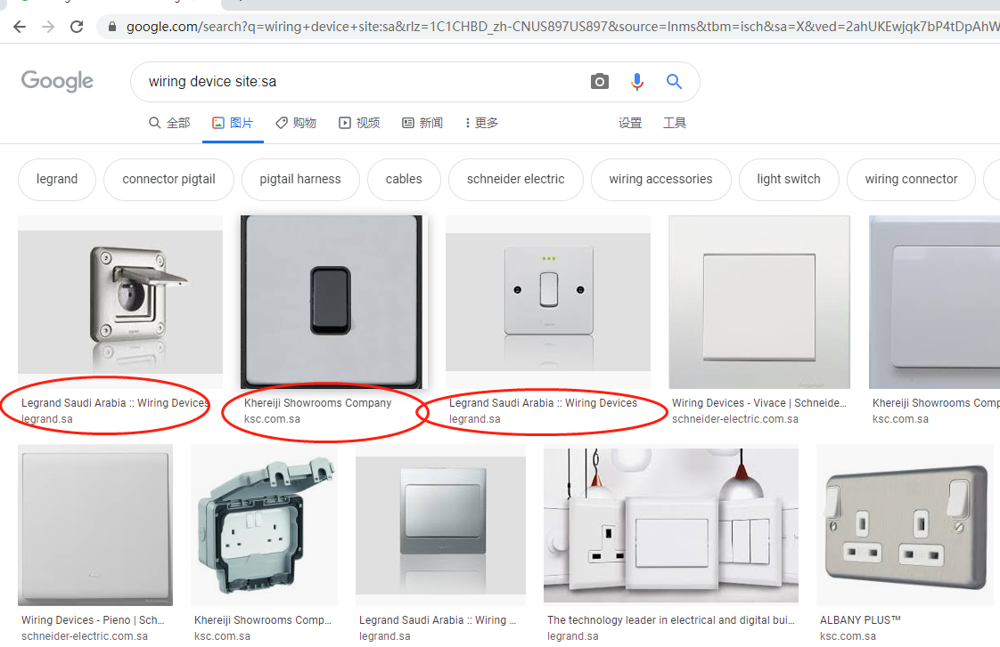 google.com/search?q=wiring+device+site:sa&rlz=1C1CHBD_zh-CNUS897US897&source=lnms&tbm=isch&sa=X&ved=2ahUKEwjqk7bP4tDpAhW
Google
wiring device site:sa
全部 图片 购物 视频 新闻 更多 设置 工具
legrand connector pigtail pigtail harness cables schneider electric wiring accessories light switch wiring connector
Legrand Saudi Arabia :: Wiring Devices
legrand.sa
Khereiji Showrooms Company
ksc.com.sa
Legrand Saudi Arabia :: Wiring Devices
legrand.sa
Wiring Devices - Vivace | Schneide...
schneider-electric.com.sa
Khereiji Showrooms Comp
ksc.com.sa
Wiring Devices - Pieno | Sch...
schneider-electric.com.sa
Khereiji Showrooms Comp...
ksc.com.sa
Legrand Saudi Arabia :: Wiring ...
legrand.sa
The technology leader in electrical and digital bui...
legrand.sa
ALBANY PLUS™
ksc.com.sa